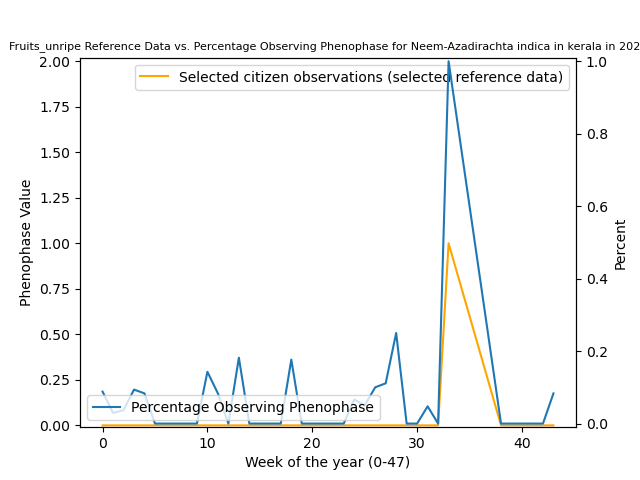 Fruits_unripe Reference Data vs. Percentage Observing Phenophase for Neem-Azadirachta indica in kerala in 202
Selected citizen observations (selected reference data)
Percentage Observing Phenophase
Phenophase Value
2.00
1.75
1.50
1.25
1.00
0.75
0.50
0.25
0.00
1.0
0.8
0.6
0.4
0.2
0.0
Percent
0 10 20 30 40
Week of the year (0-47)